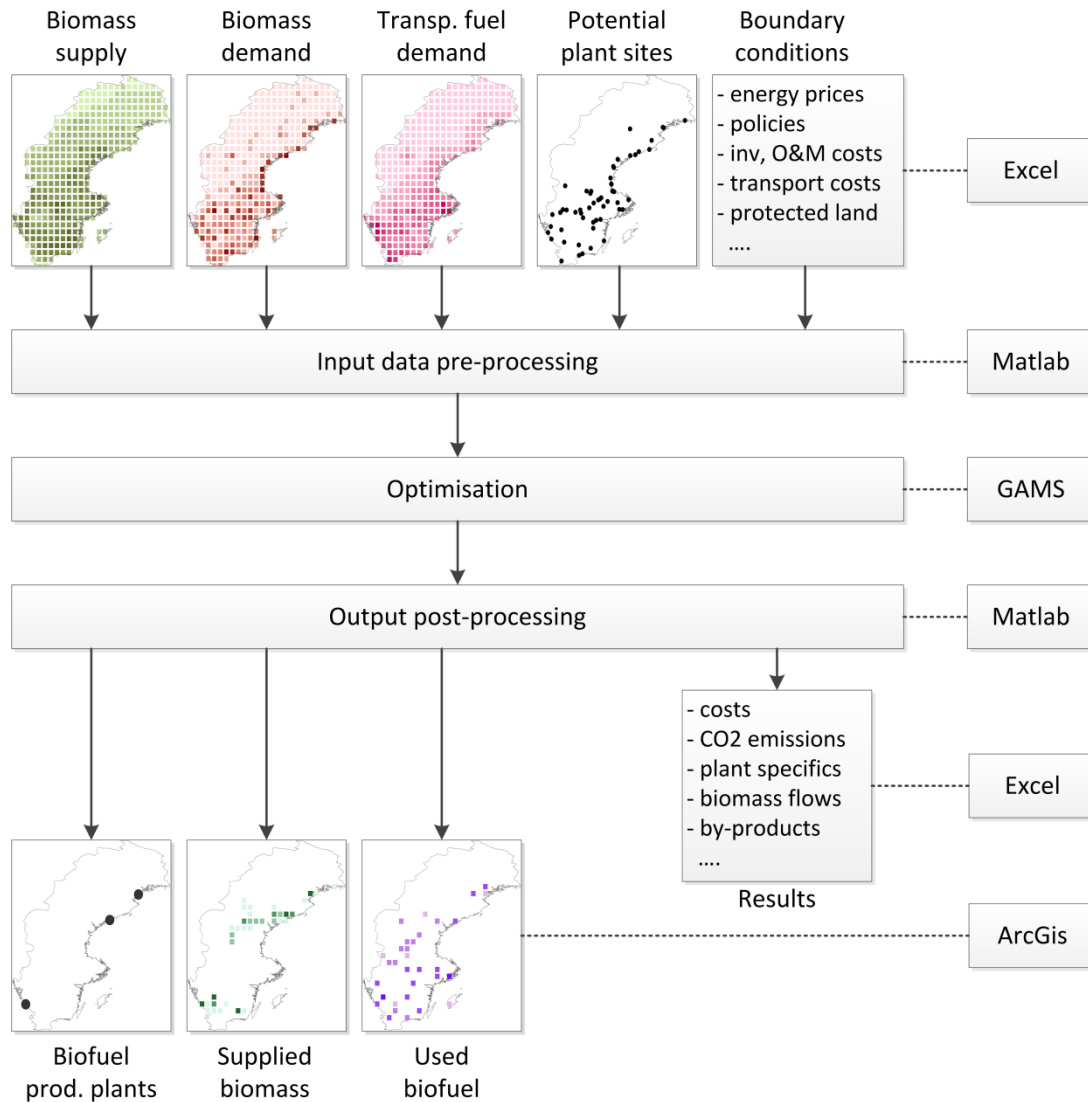 Biomass
supply
Biomass
demand
Transp. fuel
demand
Potential
plant sites
Boundary
conditions
- energy prices
- policies
- inv, O&M costs
- transport costs
- protected land
....
Excel
Input data pre-processing
Matlab
Optimisation
GAMS
Output post-processing
Matlab
- costs
- CO2 emissions
- plant specifics
- biomass flows
- by-products
....
Excel
Results
ArcGis
Biofuel
prod. plants
Supplied
biomass
Used
biofuel